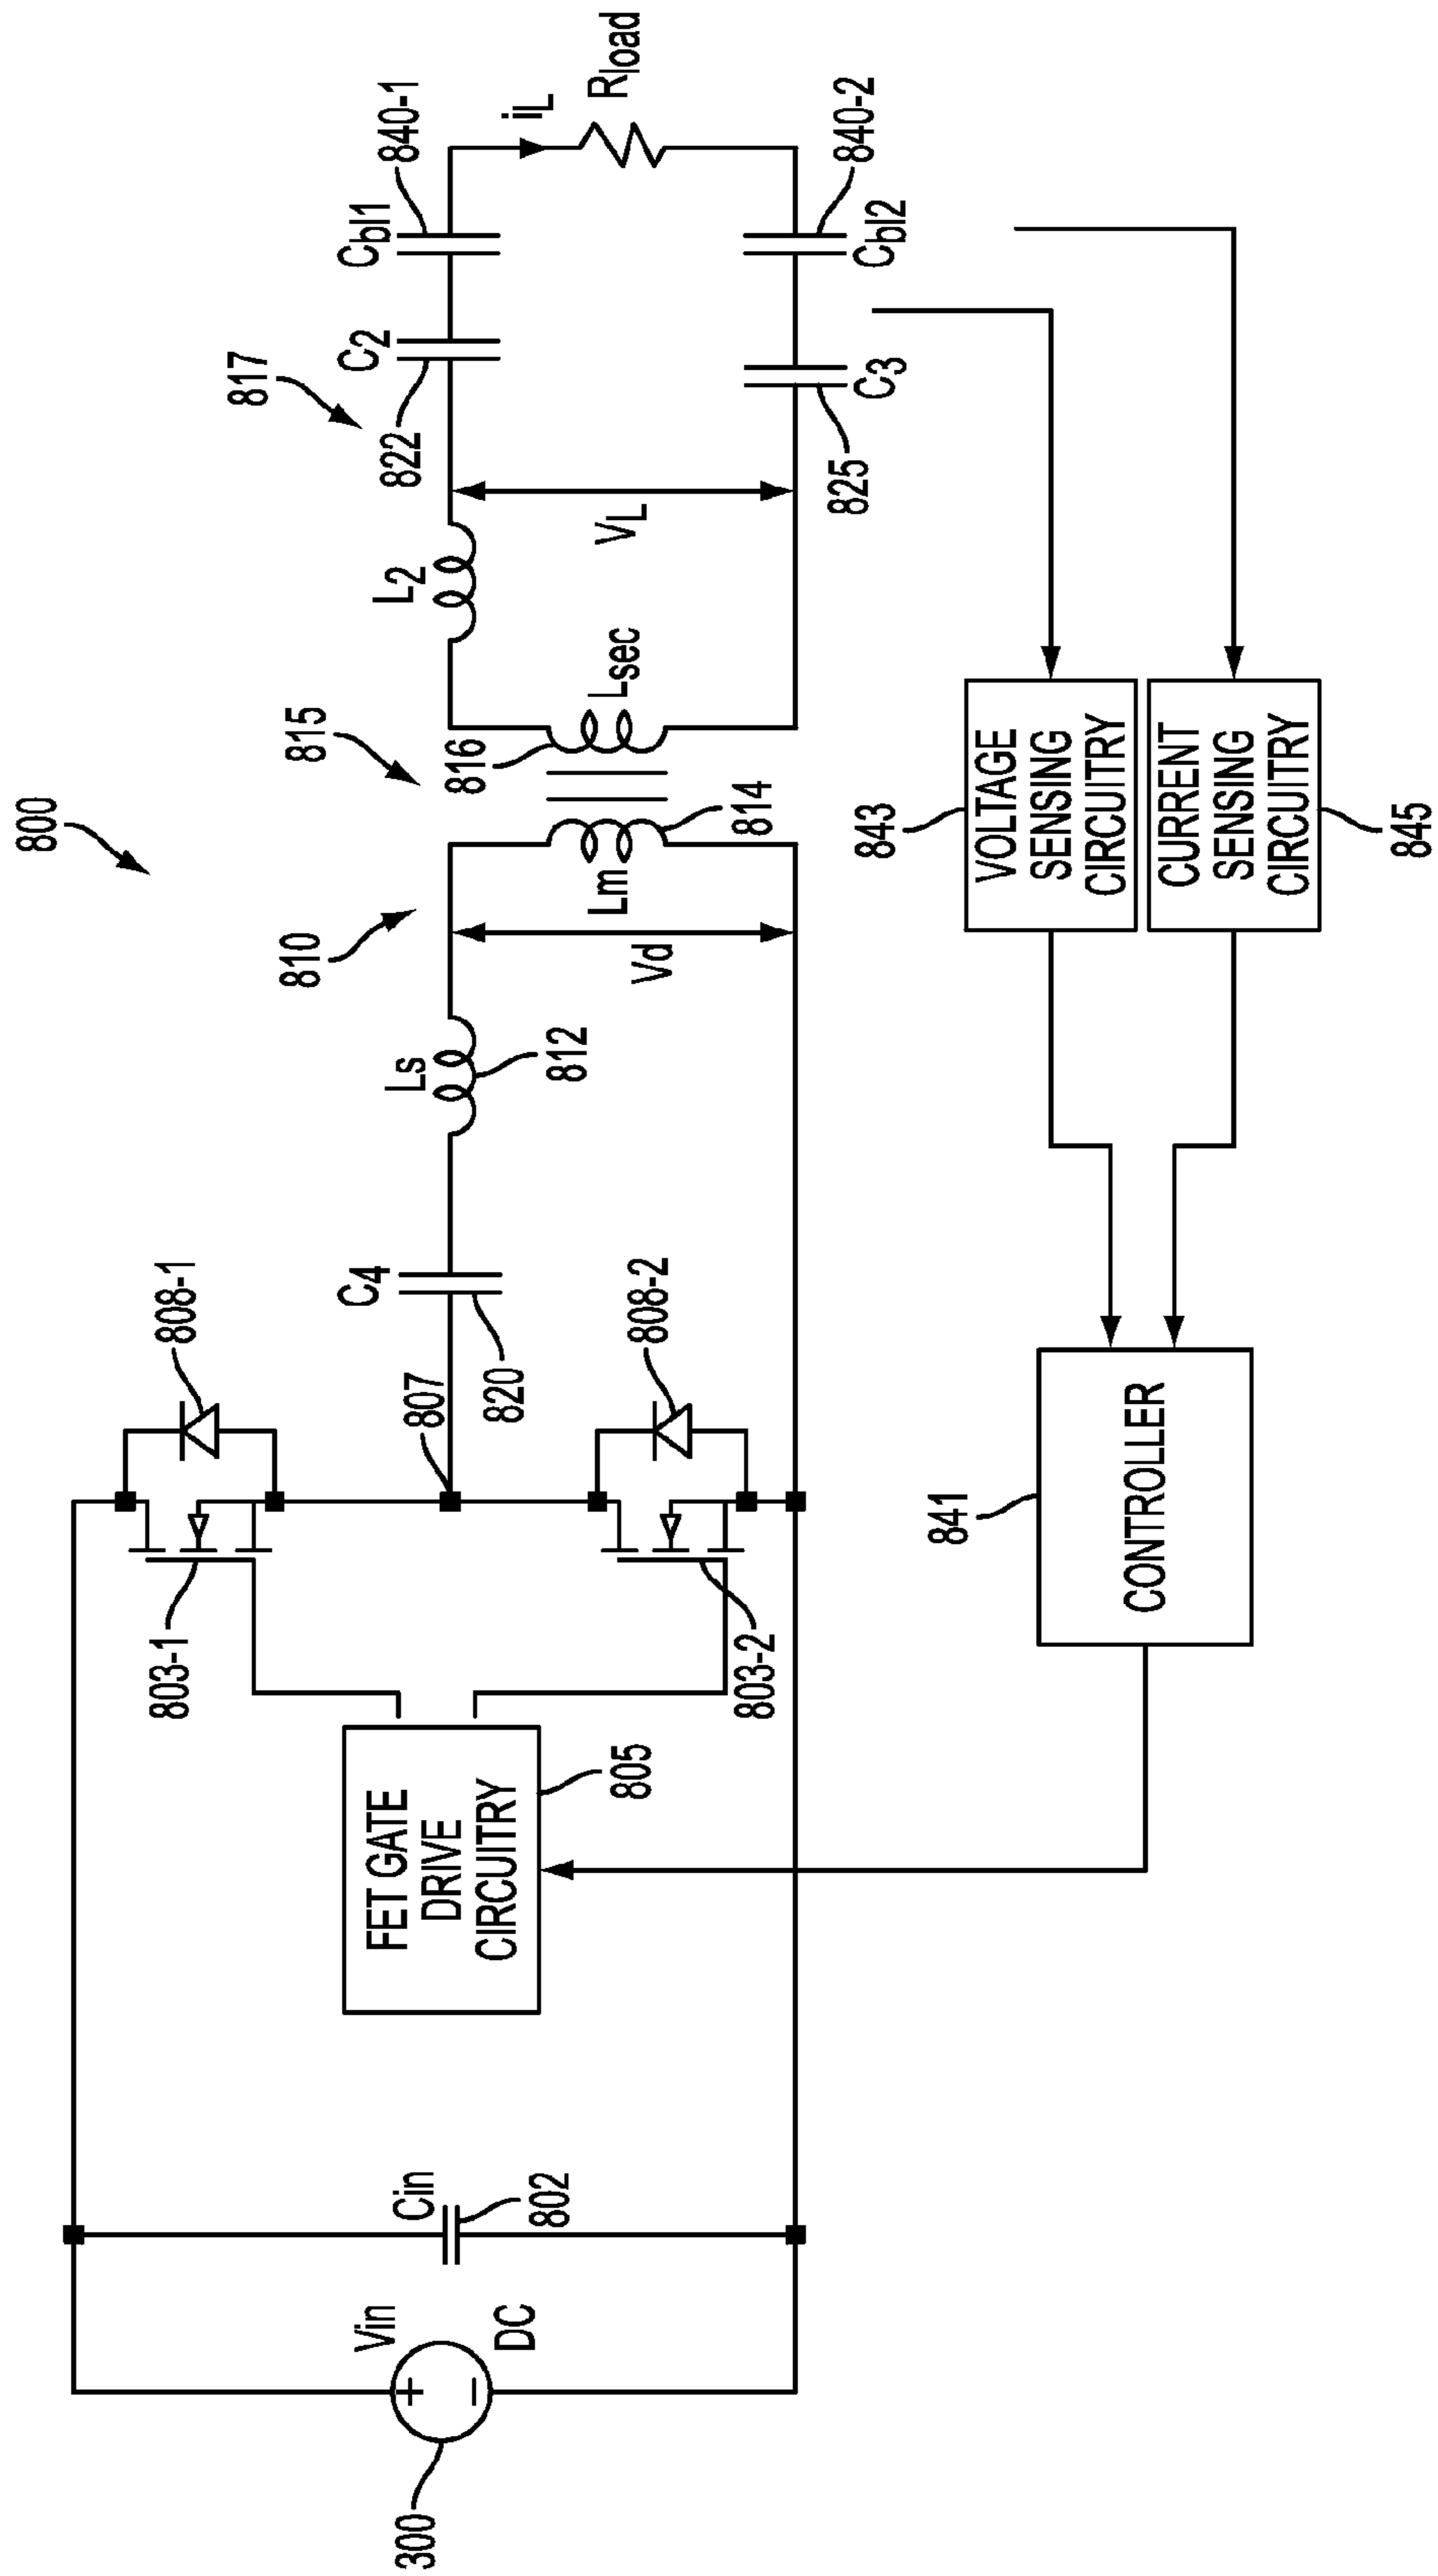 800
300
Vin
DC
Cin
802
FET GATE
DRIVE
CIRCUITRY
805
803-1
803-2
808-1
808-2
807
C4
820
Ls
812
810
Vd
Lm
814
815
816
Lsec
L2
VL
817
822
C2
Cbl1
840-1
iL
Rload
825
C3
Cbl2
840-2
843
VOLTAGE
SENSING
CIRCUITRY
CURRENT
SENSING
CIRCUITRY
845
841
CONTROLLER